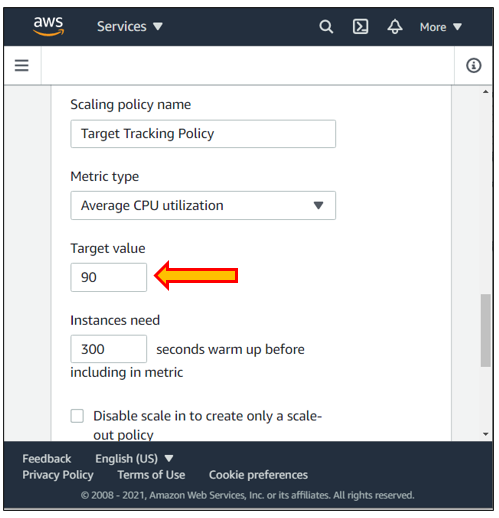 aws Services More
Scaling policy name
Target Tracking Policy
Metric type
Average CPU utilization
Target value
90
Instances need
300 seconds warm up before
including in metric
Disable scale in to create only a scale-
out policy
Feedback English (US)
Privacy Policy Terms of Use Cookie preferences
© 2008 - 2021, Amazon Web Services, Inc. or its affiliates. All rights reserved.